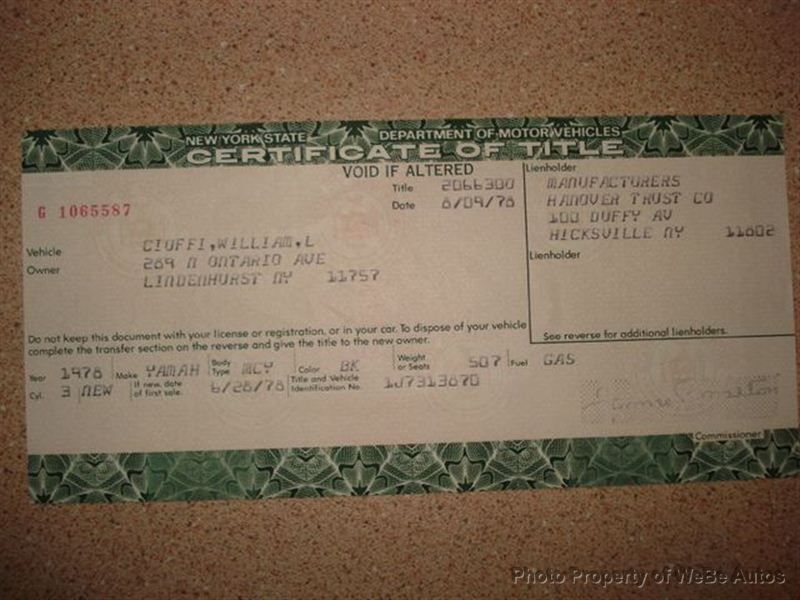 NEW YORK STATE DEPARTMENT OF MOTOR VEHICLES
CERTIFICATE OF TITLE
VOID IF ALTERED
Title 2066300
Date 8/09/78
G 1065587
Vehicle Owner
CIUFFI,WILLIAM,L
269 N ONTARIO AVE
LINDENHURST NY 11757
Lienholder
MANUFACTURERS
HANOVER TRUST CO
100 DUFFY AV
HICKSVILLE NY 11802
Lienholder
See reverse for additional lienholders.
Do not keep this document with your license or registration, or in your car. To dispose of your vehicle
complete the transfer section on the reverse and give the title to the new owner.
Year 1978 Make YAMAH Body Type MCY Color BK Weight or Seats 507 Fuel GAS
Cyl. 3 NEW If new, date of first sale. 6/28/78 Title and Vehicle Identification No. 1J7313870
Commissioner
Photo Property of WeBe Autos